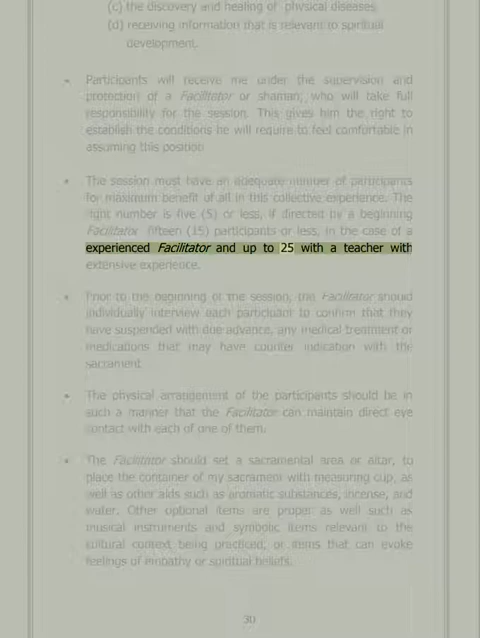 (c) the discovery and healing of physical diseases
(d) receiving information that is relevant to spiritual
development.
• Participants will receive me under the supervision and
protection of a Facilitator or shaman, who will take full
responsibility for the session. This gives him the right to
establish the conditions he will require to feel comfortable in
assuming this position
• The session must have an adequate number of participants
for maximum benefit of all in this collective experience. The
right number is five (5) or less, if directed by a beginning
Facilitator fifteen (15) participants or less, in the case of a
experienced Facilitator and up to 25 with a teacher with
extensive experience.
• Prior to the beginning of the session, the Facilitator should
individually interview each participant to confirm that they
have suspended with due advance, any medical treatment or
medications that may have counter indication with the
sacrament
• The physical arrangement of the participants should be in
such a manner that the Facilitator can maintain direct eye
contact with each of one of them.
• The Facilitator should set a sacramental area or altar, to
place the container of my sacrament with measuring cup, as
well as other aids such as aromatic substances, incense, and
water. Other optional items are proper as well such as
musical instruments and symbolic items relevant to the
cultural context being practiced, or items that can evoke
feelings of empathy or spiritual beliefs.
30